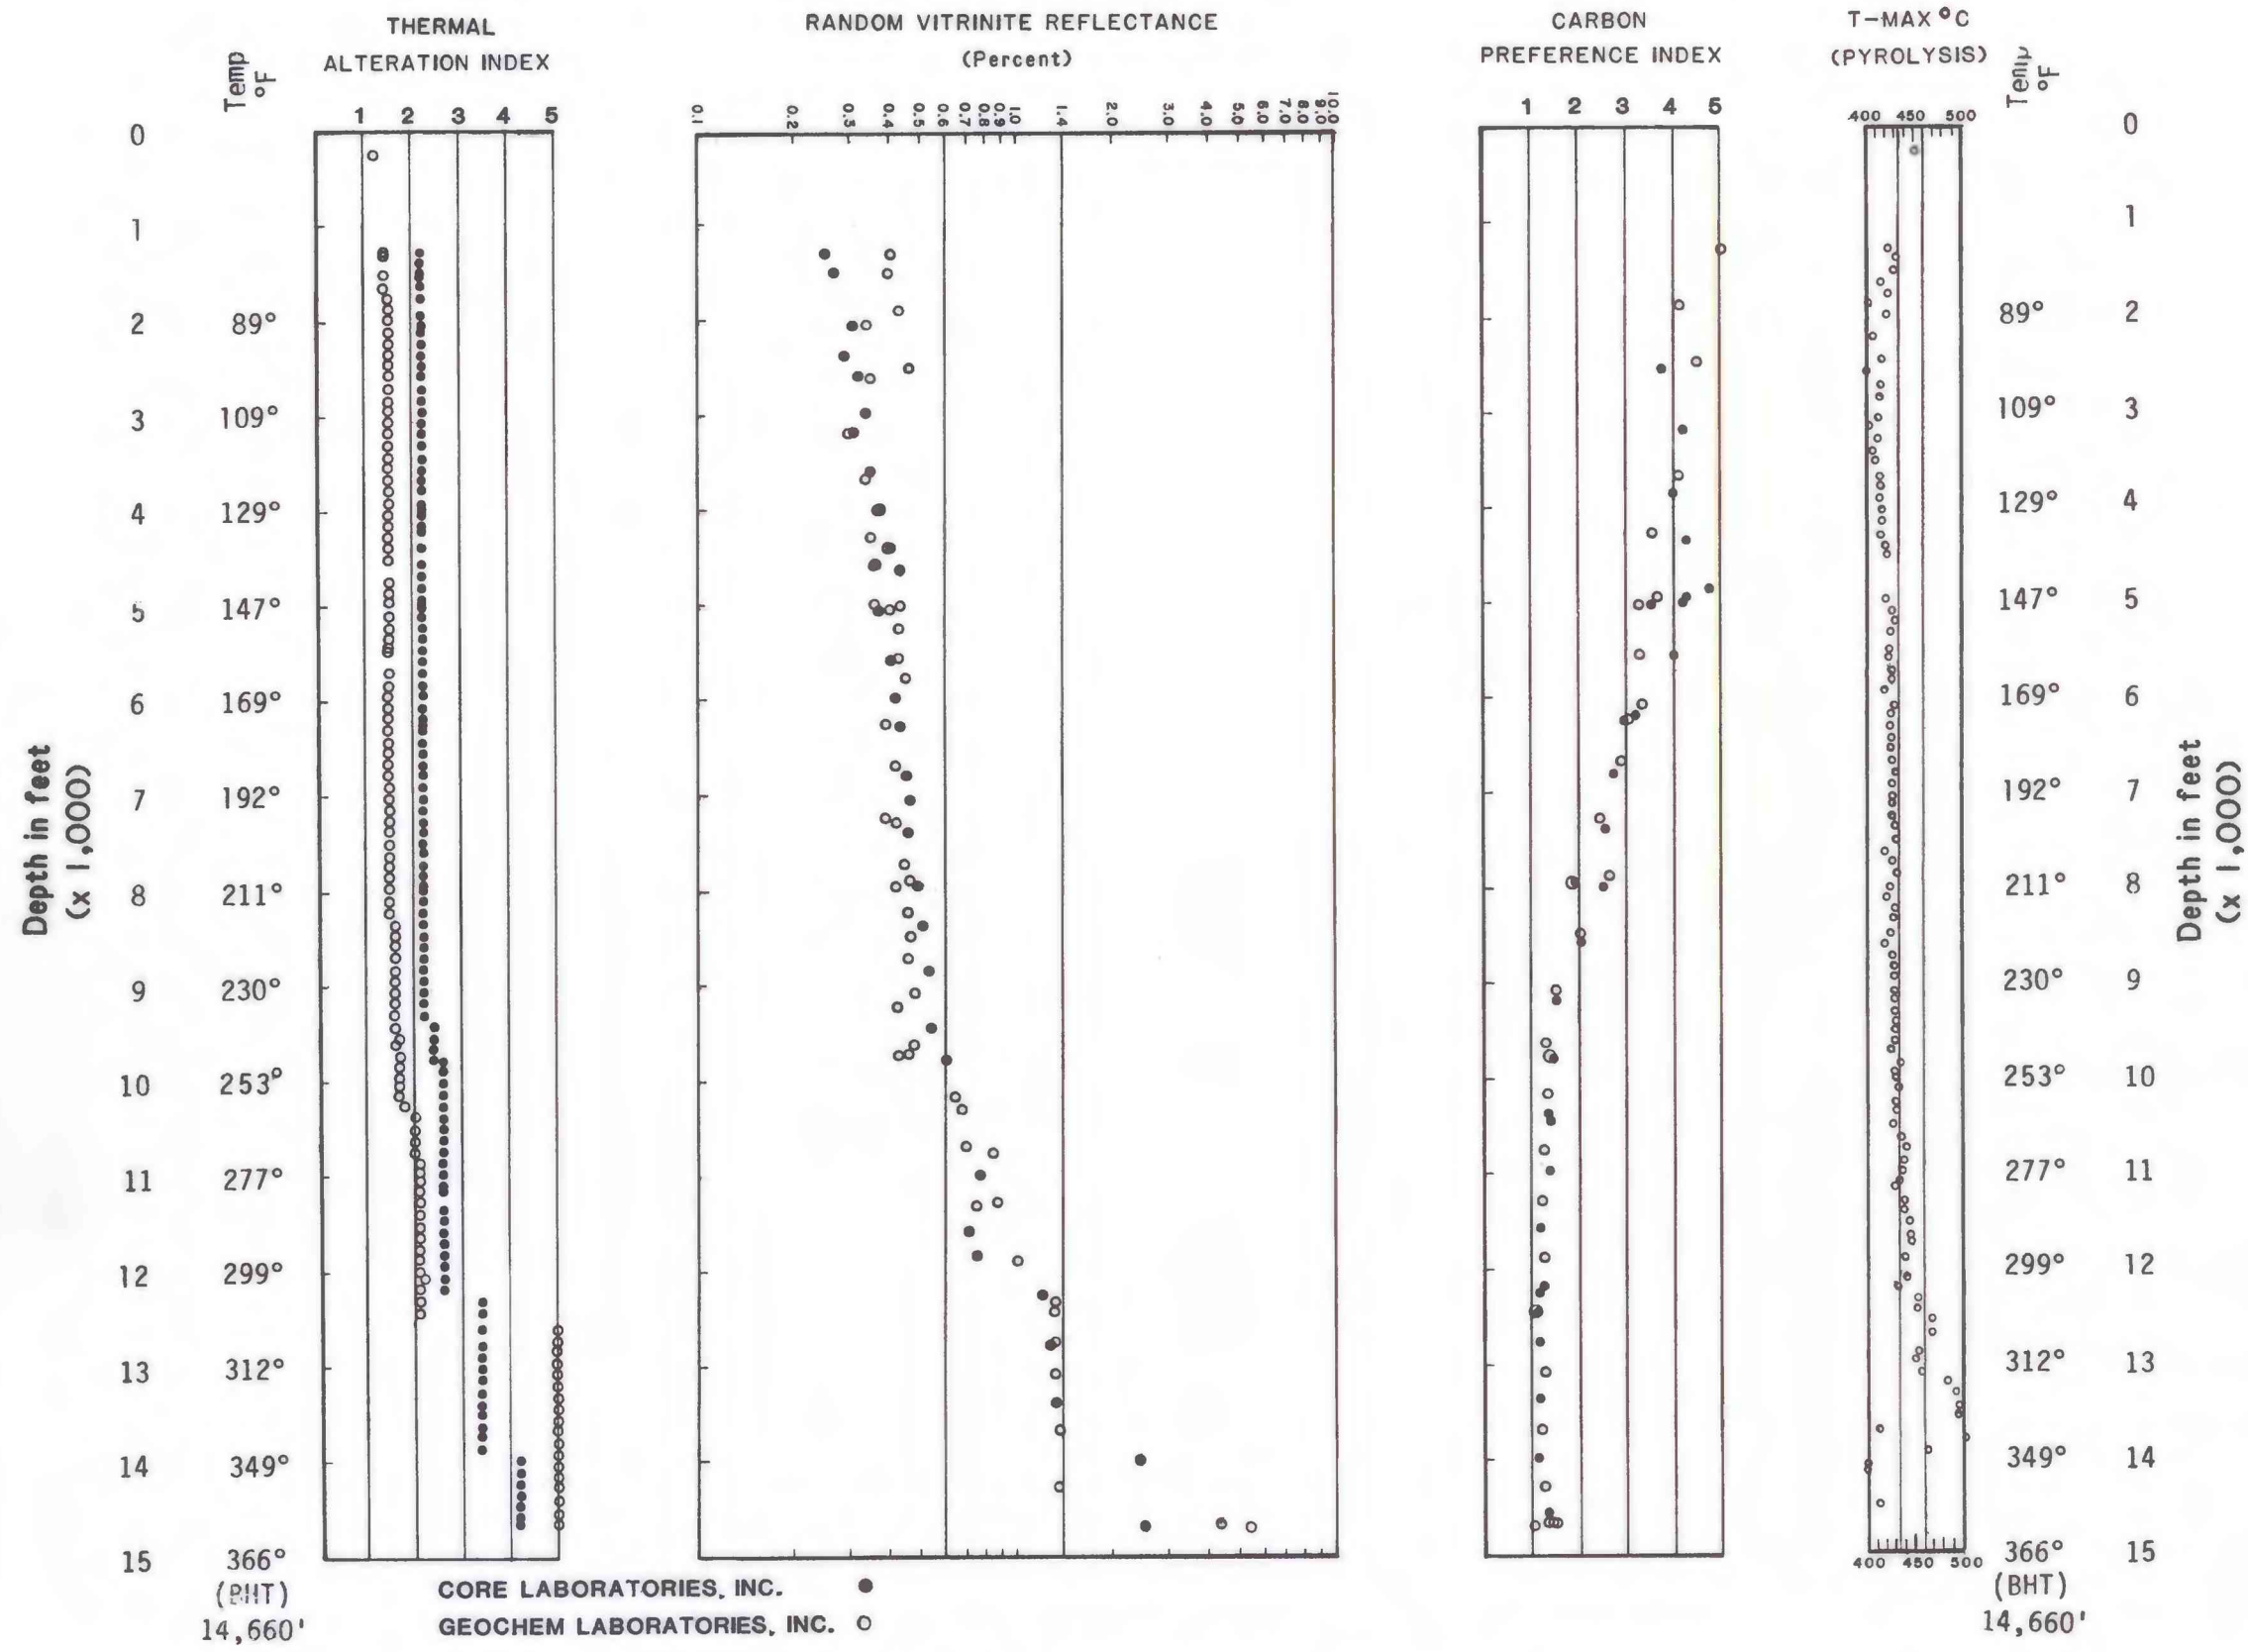 THERMAL
ALTERATION INDEX
RANDOM VITRINITE REFLECTANCE
(Percent)
CARBON
PREFERENCE INDEX
T-MAX °C
(PYROLYSIS)
Temp
°F
Temp
°F
1 2 3 4 5
0.1 0.2 0.3 0.4 0.5 0.6 0.7 0.8 0.9 1.0 1.4 2.0 3.0 4.0 5.0 6.0 7.0 8.0 9.0 10.0
1 2 3 4 5
400 450 500
0 0
1 1
2 89° 89° 2
3 109° 109° 3
4 129° 129° 4
5 147° 147° 5
6 169° 169° 6
7 192° 192° 7
8 211° 211° 8
9 230° 230° 9
10 253° 253° 10
11 277° 277° 11
12 299° 299° 12
13 312° 312° 13
14 349° 349° 14
15 366° 366° 15
Depth in feet
(x 1,000)
Depth in feet
(x 1,000)
400 450 500
(BHT)
14,660'
(BHT)
14,660'
CORE LABORATORIES, INC. ●
GEOCHEM LABORATORIES, INC. ○